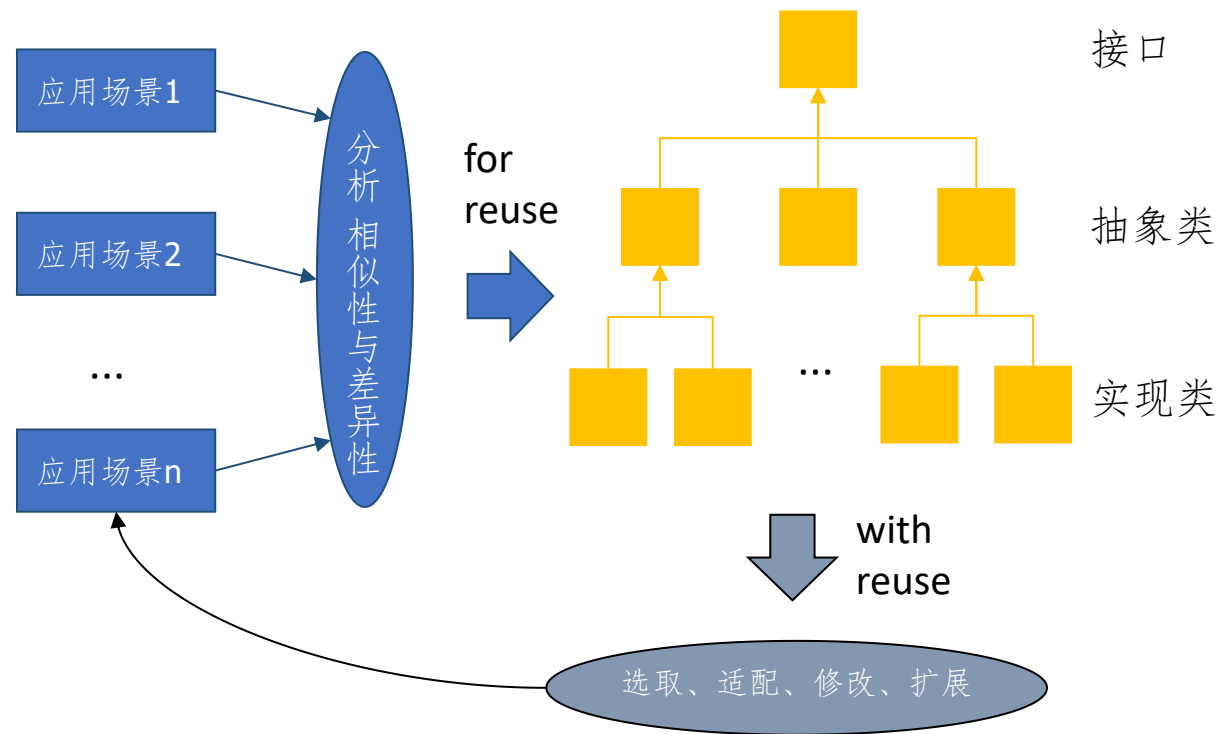 应用场景1
应用场景2
...
应用场景n
分析 相似性与差异性
for
reuse
接口
抽象类
...
实现类
with
reuse
选取、适配、修改、扩展